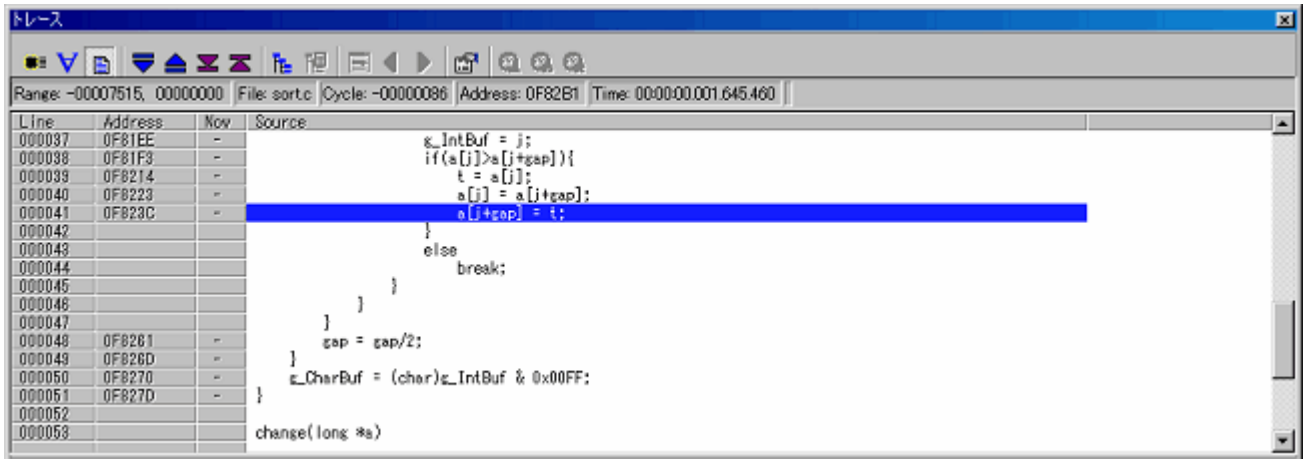 トレース
Range: -00007515, 00000000 File: sort.c Cycle: -00000086 Address: 0F82B1 Time: 00:00:00.001.645.460
Line Address Now Source
000037 0F81EE - g_IntBuf = j;
000038 0F81F3 - if(a[j]>a[j+gap]){
000039 0F8214 - t = a[j];
000040 0F8223 - a[j] = a[j+gap];
000041 0F823C - a[j+gap] = t;
000042 }
000043 else
000044 break;
000045 }
000046 }
000047 }
000048 0F8261 - gap = gap/2;
000049 0F826D - }
000050 0F8270 - g_CharBuf = (char)g_IntBuf & 0x00FF;
000051 0F827D - }
000052
000053 change(long *a)